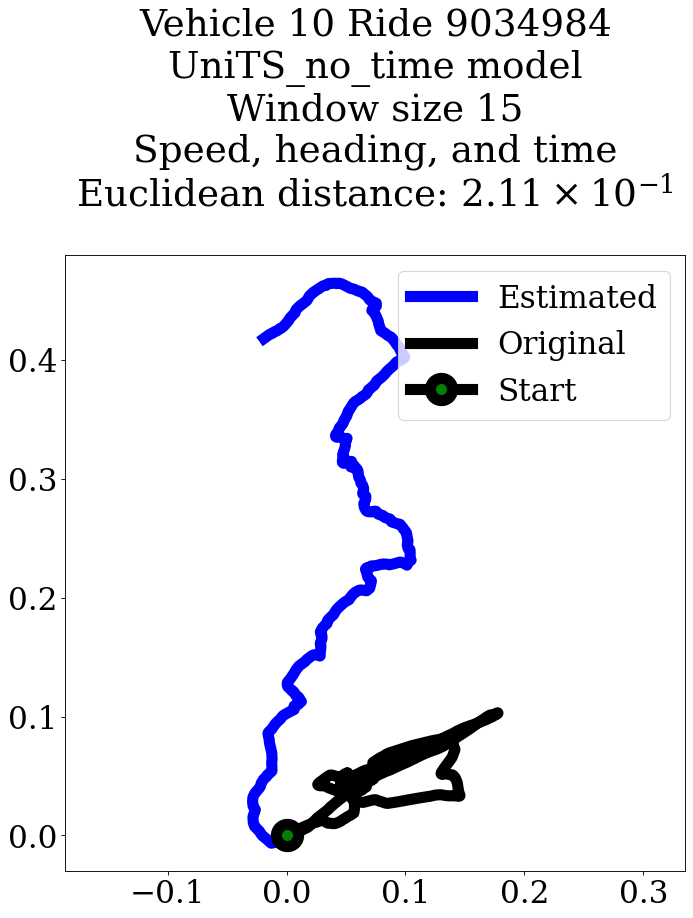 Vehicle 10 Ride 9034984
UniTS_no_time model
Window size 15
Speed, heading, and time
Euclidean distance: 2.11 × 10⁻¹
Estimated
Original
Start
0.4
0.3
0.2
0.1
0.0
−0.1 0.0 0.1 0.2 0.3